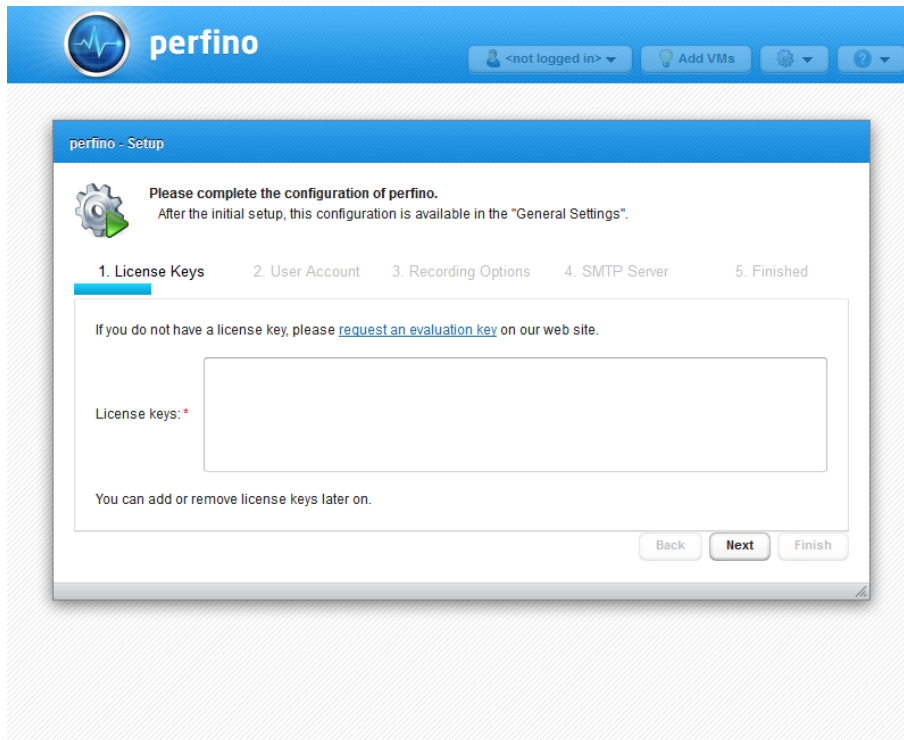 perfino
<not logged in>
Add VMs
?
perfino - Setup
Please complete the configuration of perfino.
After the initial setup, this configuration is available in the "General Settings".
1. License Keys 2. User Account 3. Recording Options 4. SMTP Server 5. Finished
If you do not have a license key, please request an evaluation key on our web site.
License keys: *
You can add or remove license keys later on.
Back Next Finish